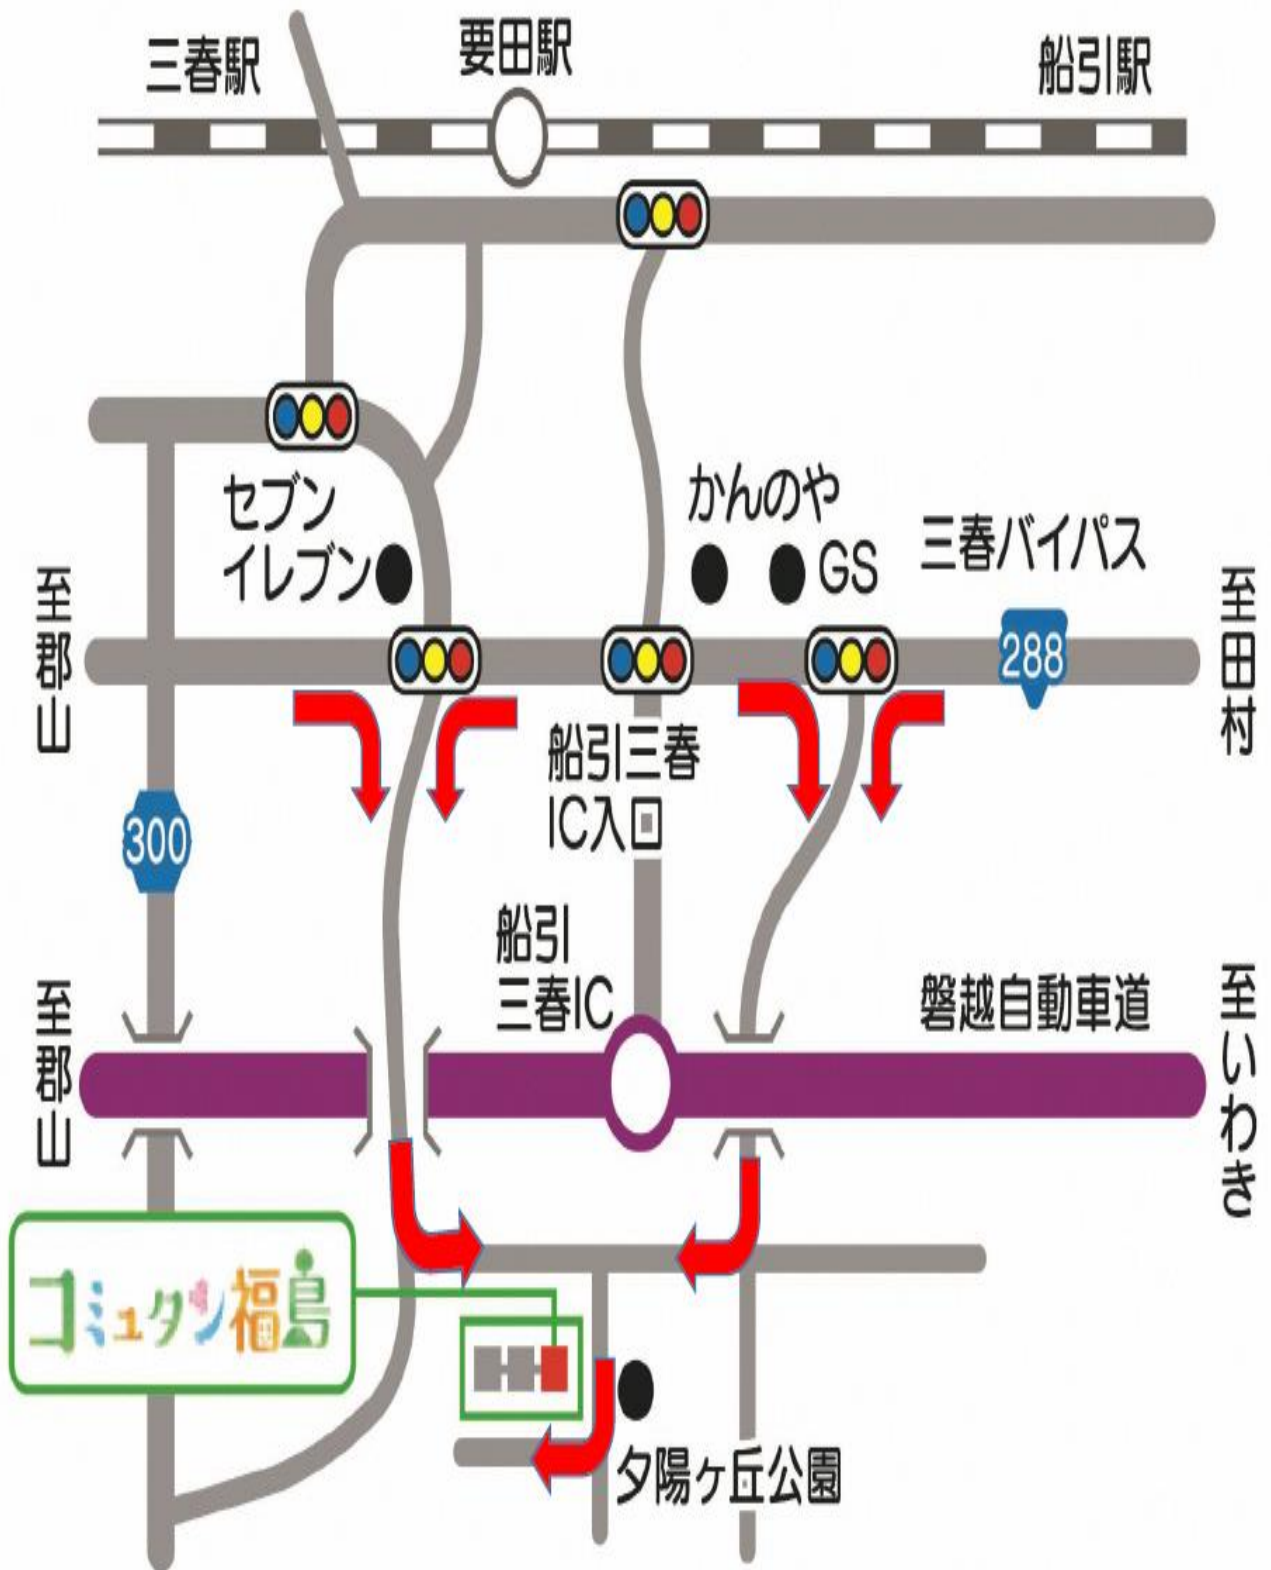 三春駅
要田駅
船引駅
セブン
イレブン
かんのや
GS
三春バイパス
至郡山
288
至田村
船引三春
IC入口
300
船引
三春IC
磐越自動車道
至郡山
至いわき
コミュタン福島
夕陽ヶ丘公園